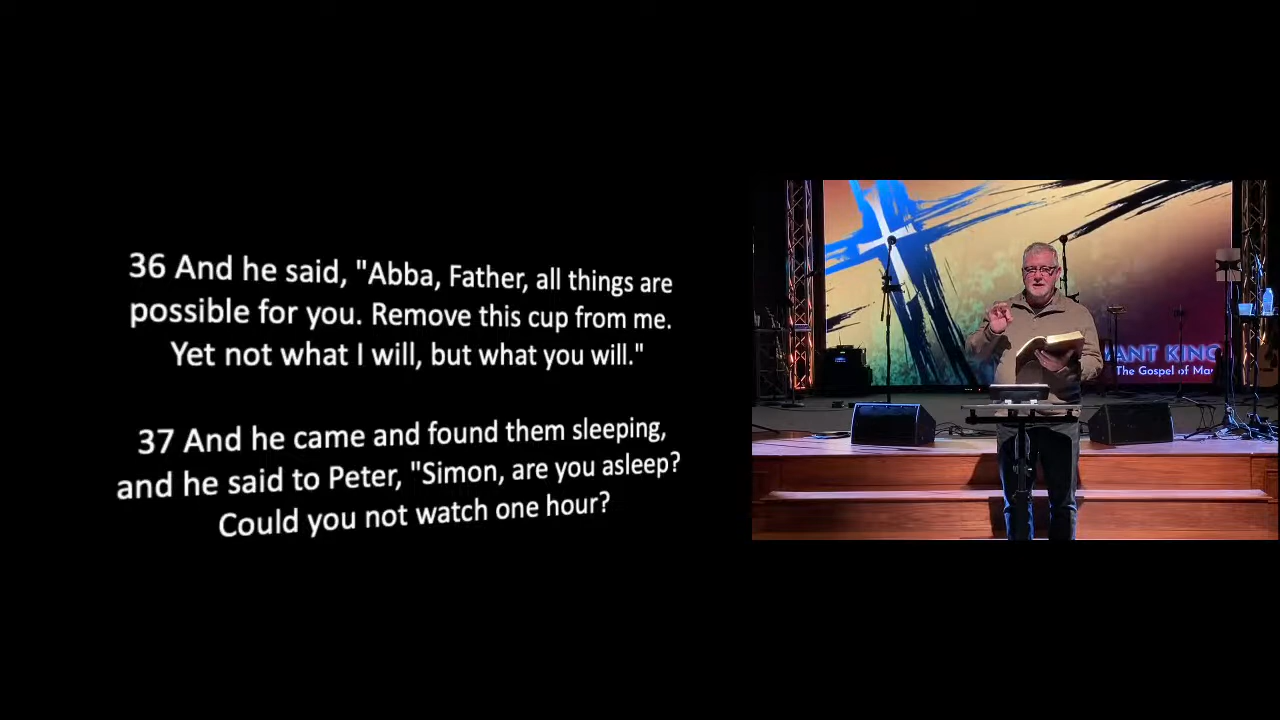 36 And he said, "Abba, Father, all things are
possible for you. Remove this cup from me.
Yet not what I will, but what you will."
37 And he came and found them sleeping,
and he said to Peter, "Simon, are you asleep?
Could you not watch one hour?
KING
The Gospel of